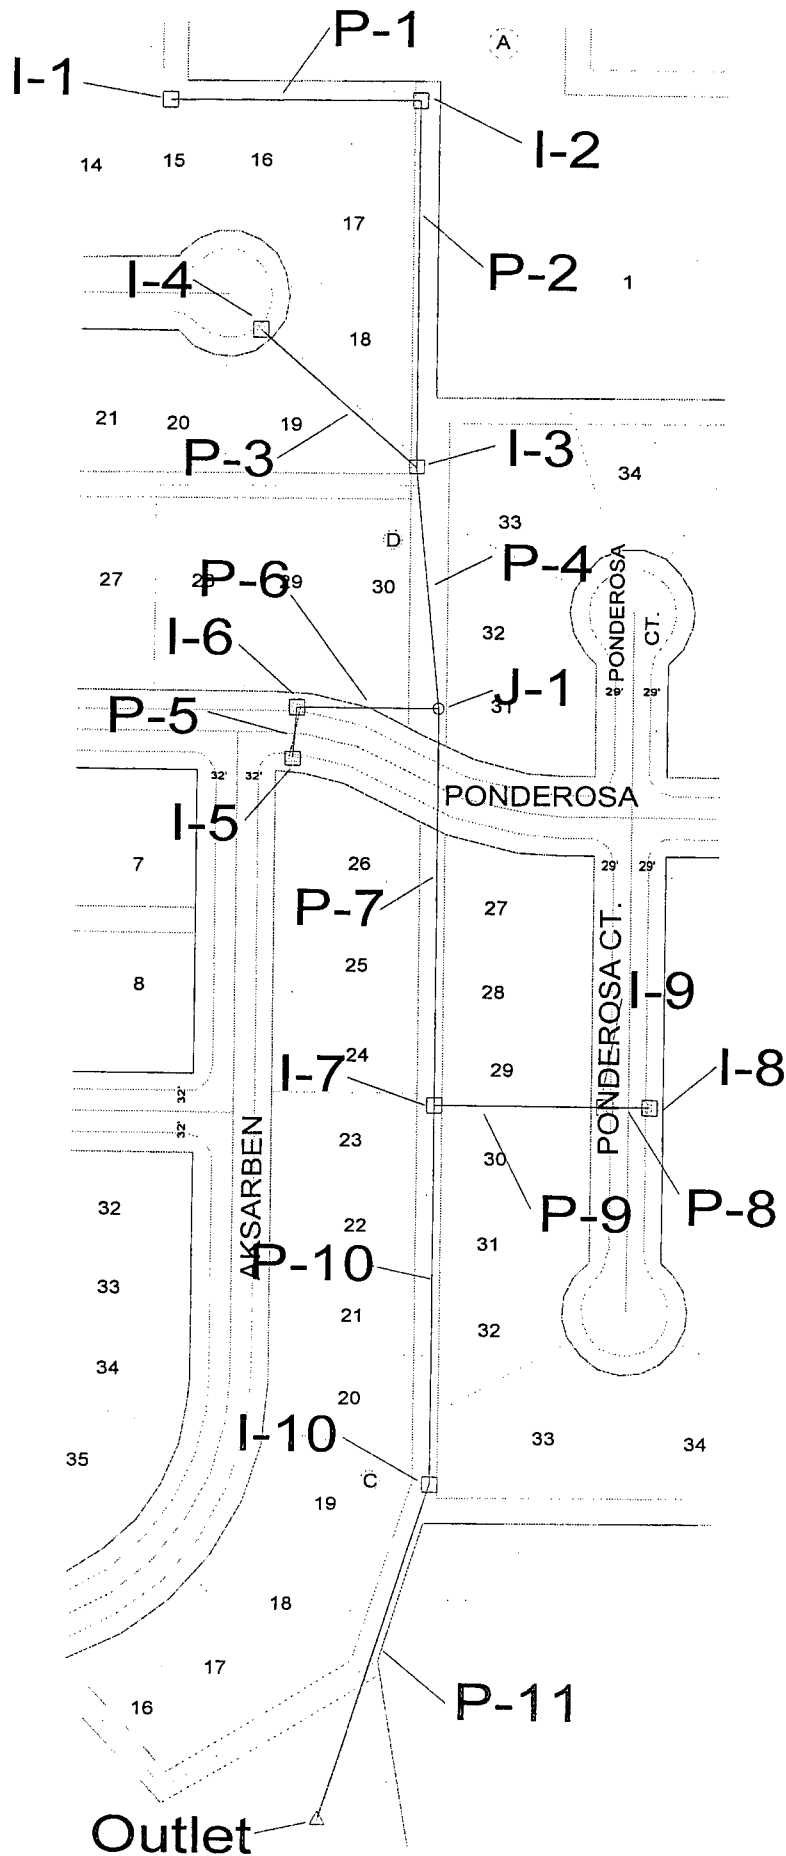 P-1
A
I-1
I-2
14
15
16
17
P-2
I-4
1
18
21
20
19
P-3
I-3
34
33
D
P-4
PONDEROSA CT.
27
28
P-6
29
30
32
I-6
J-1
31
29'
29'
P-5
32'
32'
PONDEROSA
I-5
7
26
29'
29'
P-7
27
PONDEROSA CT.
25
8
28
I-9
24
I-7
29
I-8
32'
32'
23
30
AKSARBEN
32
22
P-9
P-8
31
P-10
33
21
32
34
20
I-10
33
34
35
C
19
18
17
P-11
16
Outlet